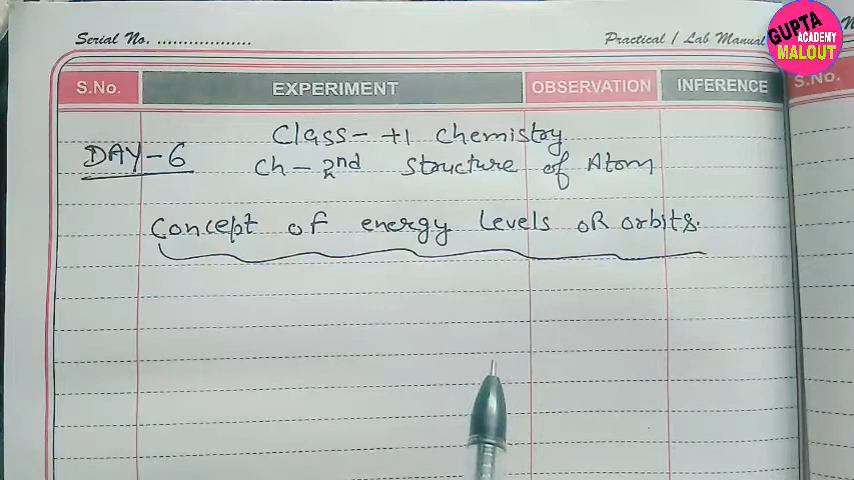 Serial No. ..................
Practical / Lab Manual
GUPTA
ACADEMY
MALOUT
S.No.
EXPERIMENT
OBSERVATION
INFERENCE
S.No.
DAY-6
Class- +1 Chemistry
Ch - 2nd Structure of Atom
Concept of energy levels OR orbits.